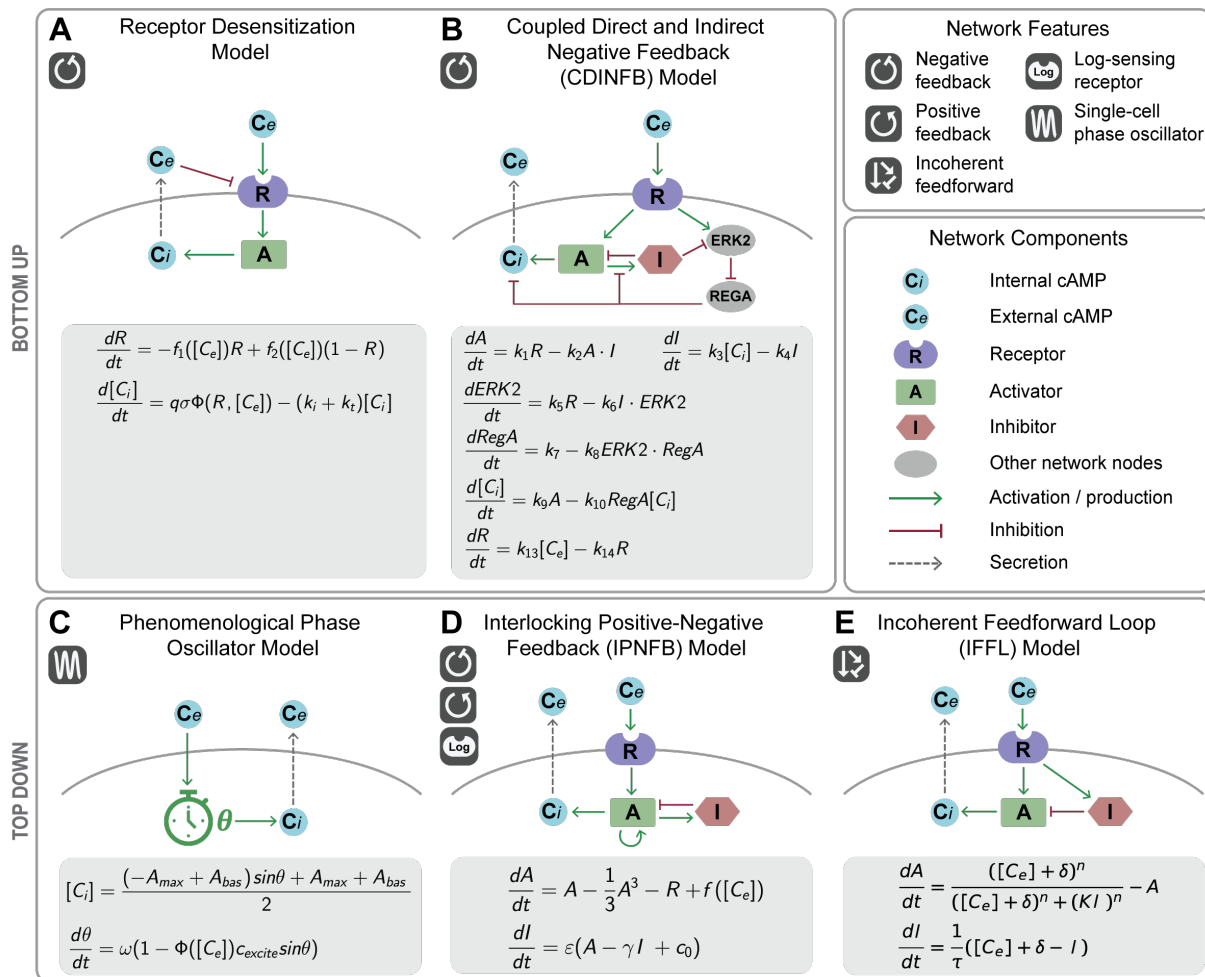 BOTTOM UP
A
Receptor Desensitization
Model
Ce
Ce
R
Ci
A
dR/dt = −f₁([Cₑ])R + f₂([Cₑ])(1 − R)
d[Cᵢ]/dt = qσΦ(R, [Cₑ]) − (kᵢ + kₜ)[Cᵢ]
B
Coupled Direct and Indirect
Negative Feedback
(CDINFB) Model
Ce
Ce
R
ERK2
Ci
A
I
REGA
dA/dt = k₁R − k₂A · I
dI/dt = k₃[Cᵢ] − k₄I
dERK2/dt = k₅R − k₆I · ERK2
dRegA/dt = k₇ − k₈ERK2 · RegA
d[Cᵢ]/dt = k₉A − k₁₀RegA[Cᵢ]
dR/dt = k₁₃[Cₑ] − k₁₄R
Network Features
Negative
feedback
Log
Log-sensing
receptor
Positive
feedback
Single-cell
phase oscillator
Incoherent
feedforward
Network Components
Ci
Internal cAMP
Ce
External cAMP
R
Receptor
A
Activator
I
Inhibitor
Other network nodes
Activation / production
Inhibition
Secretion
TOP DOWN
C
Phenomenological Phase
Oscillator Model
Ce
Ce
θ
Ci
[Cᵢ] = ((−A_max + A_bas) sinθ + A_max + A_bas)/2
dθ/dt = ω(1 − Φ([Cₑ])c_excite sinθ)
D
Interlocking Positive-Negative
Feedback (IPNFB) Model
Log
Ce
Ce
R
Ci
A
I
dA/dt = A − 1/3 A³ − R + f([Cₑ])
dI/dt = ε(A − γI + c₀)
E
Incoherent Feedforward Loop
(IFFL) Model
Ce
Ce
R
Ci
A
I
dA/dt = ([Cₑ] + δ)ⁿ/(([Cₑ] + δ)ⁿ + (KI)ⁿ) − A
dI/dt = 1/τ([Cₑ] + δ − I)